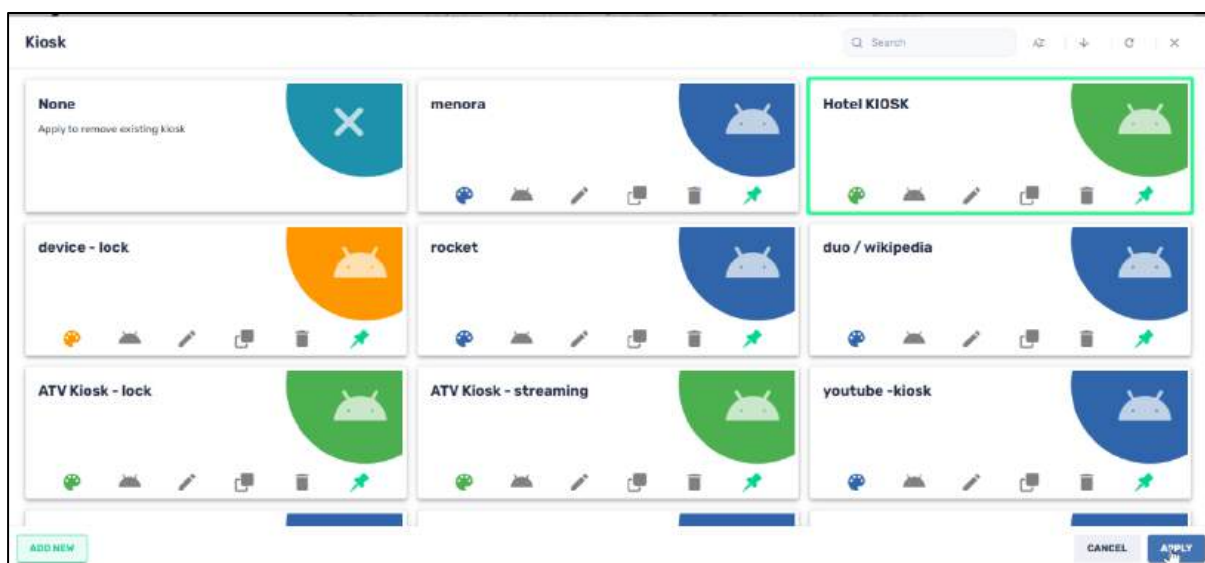 Kiosk
Search
None
Apply to remove existing kiosk
menora
Hotel KIOSK
device - lock
rocket
duo / wikipedia
ATV Kiosk - lock
ATV Kiosk - streaming
youtube -kiosk
ADD NEW
CANCEL
APPLY